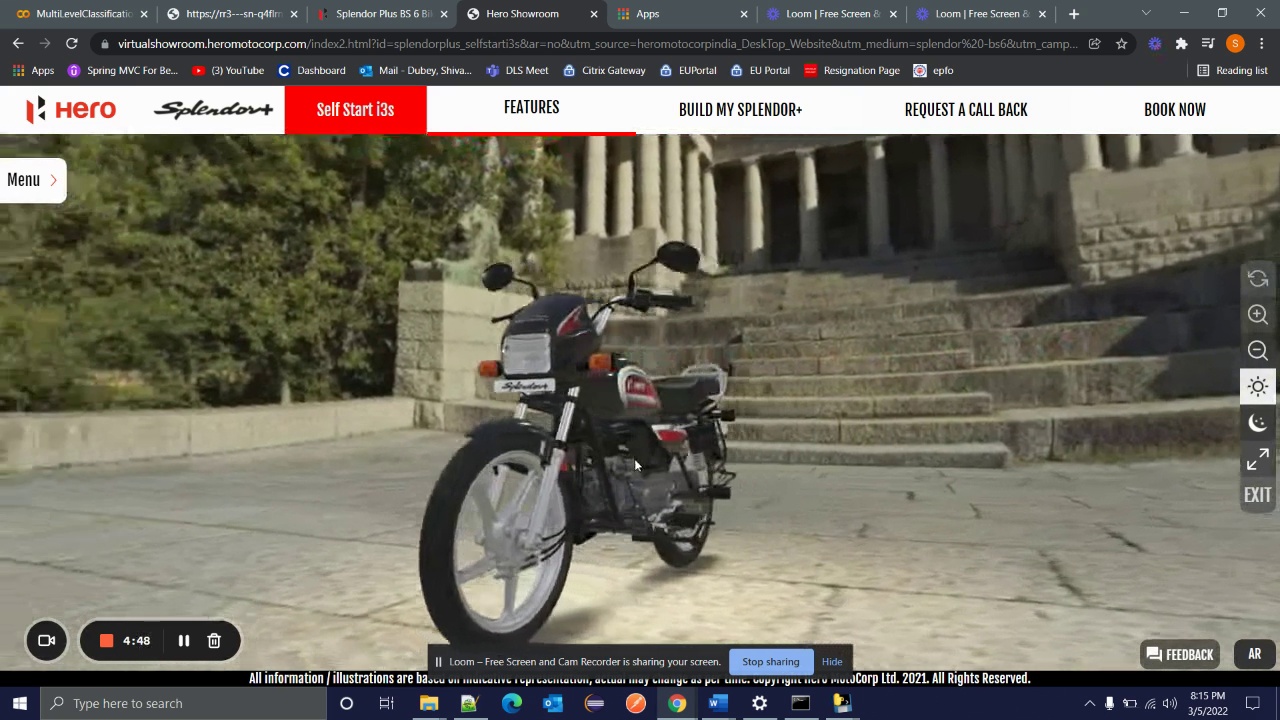 MultiLevelClassificatio
https://rr3---sn-q4flrn
Splendor Plus BS 6 Bi
Hero Showroom
Apps
Loom | Free Screen &
Loom | Free Screen &
S
virtualshowroom.heromotocorp.com/index2.html?id=splendorplus_selfstarti3s&at=no&utm_source=heromotocorpindia_DeskTop_Website&utm_medium=splendor%20-bs6&utm_camp...
Apps
Spring MVC For Be...
(3) YouTube
Dashboard
Mail - Dubey, Shiva...
DLS Meet
Citrix Gateway
EUPortal
EU Portal
Resignation Page
epfo
Reading list
HERO
Splendor+
Self Start i3s
FEATURES
BUILD MY SPLENDOR+
REQUEST A CALL BACK
BOOK NOW
Menu
Splendor+
EXIT
4:48
Loom – Free Screen and Cam Recorder is sharing your screen.
Stop sharing
Hide
FEEDBACK
AR
All information / illustrations are based on indicative representation, actual may change as per time. Copyright Hero MotoCorp Ltd. 2021. All Rights Reserved.
Type here to search
8:15 PM
3/5/2022